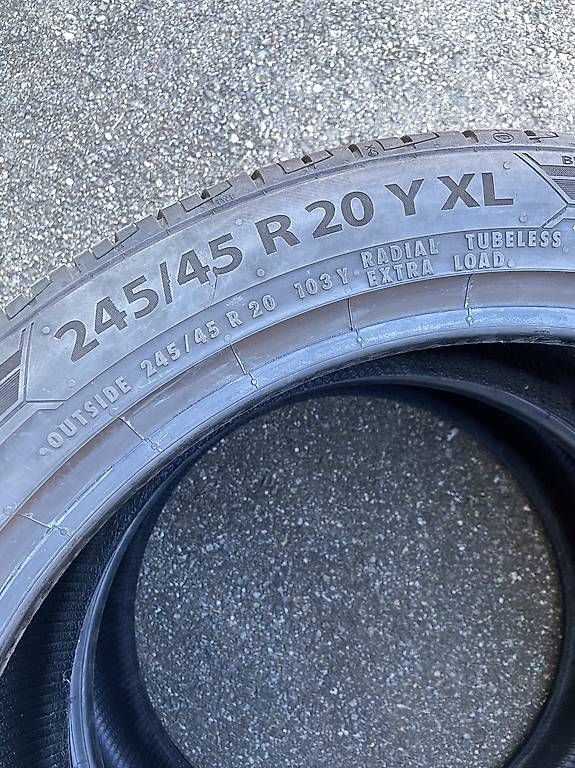 245/45 R 20 Y XL
OUTSIDE 245/45 R 20 103 Y RADIAL TUBELESS
EXTRA LOAD